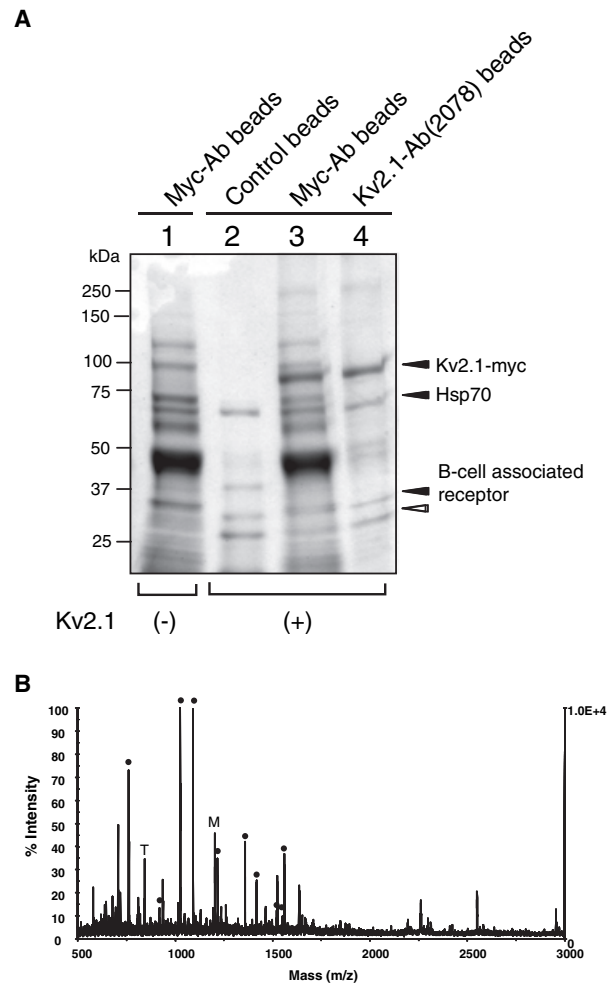 A
Myc-Ab beads
Control beads
Myc-Ab beads
Kv2.1-Ab(2078) beads
1 2 3 4
kDa
250
150
100
75
50
37
25
Kv2.1-myc
Hsp70
B-cell associated
receptor
Kv2.1 (-) (+)
B
100
90
80
70
60
50
40
30
20
10
0
% Intensity
T
M
1.0E+4
0
500 1000 1500 2000 2500 3000
Mass (m/z)